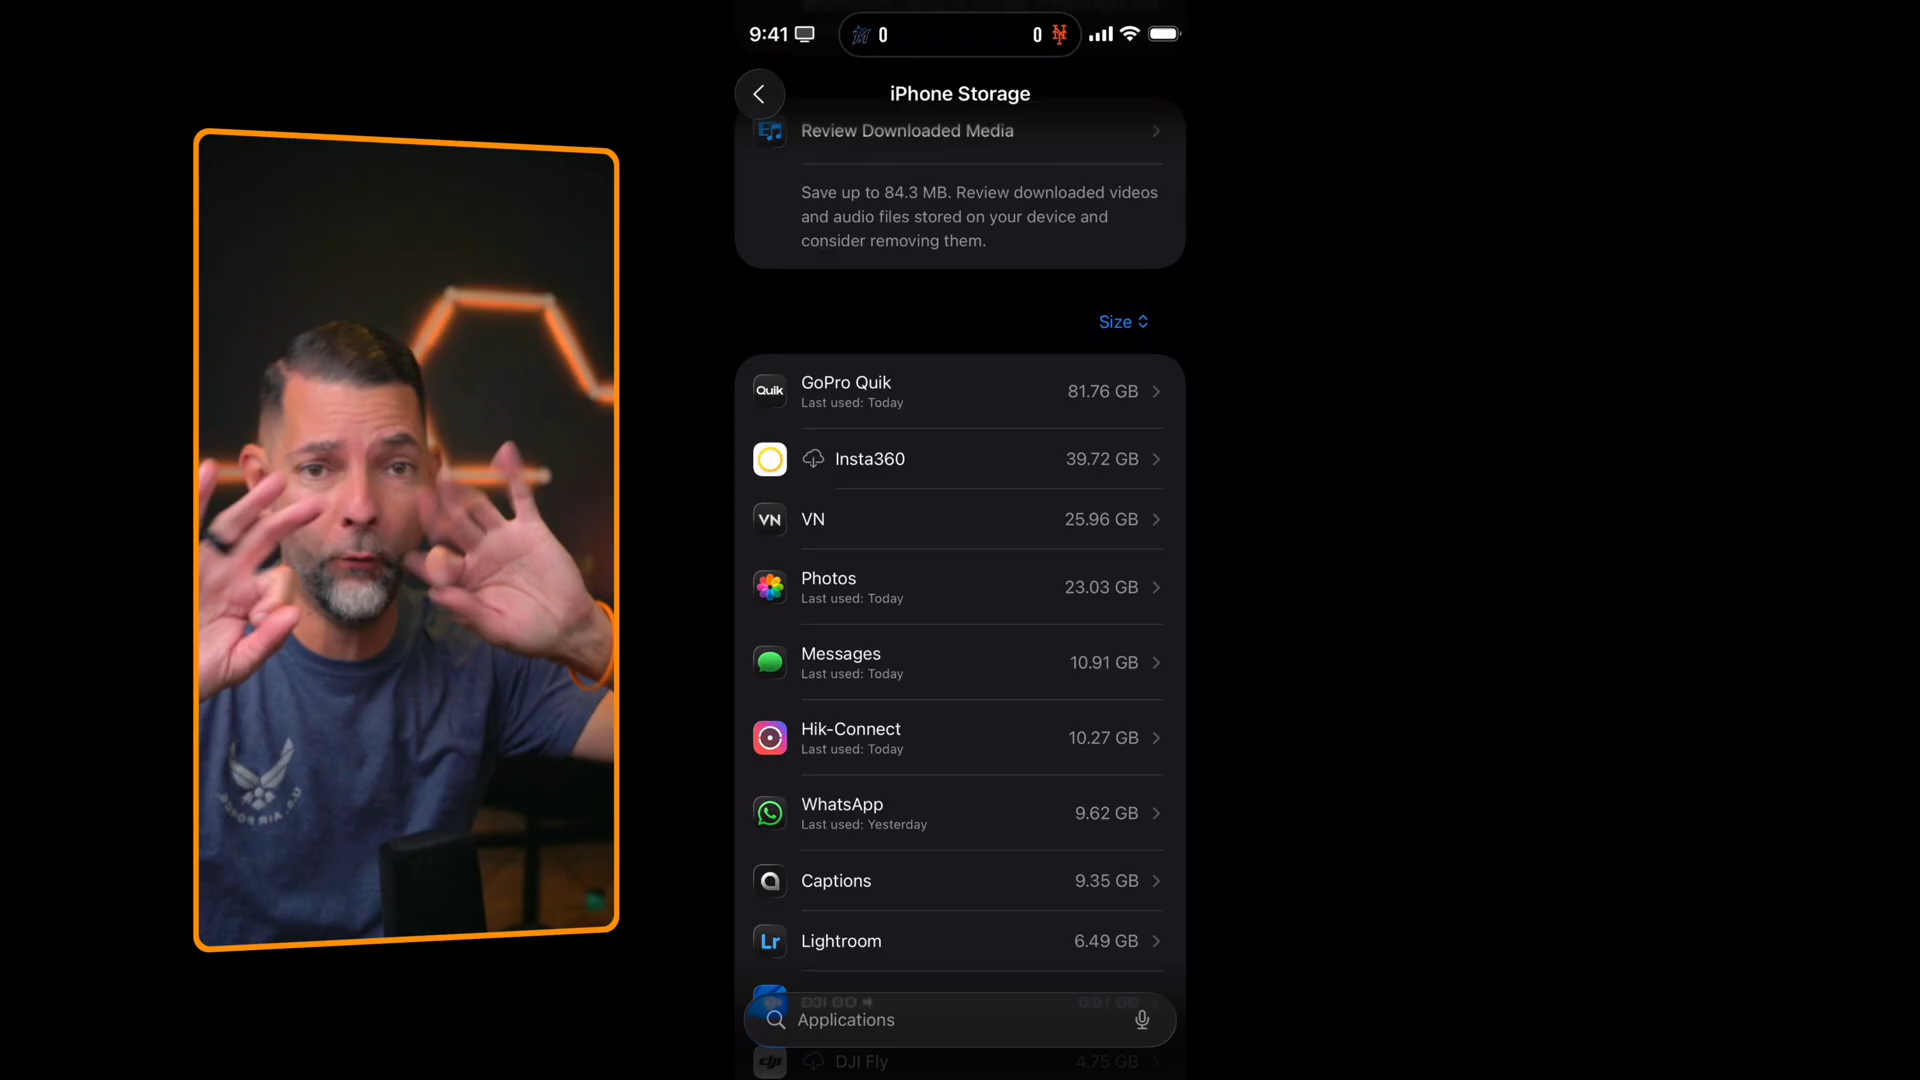 9:41
0
0
iPhone Storage
Review Downloaded Media
Save up to 84.3 MB. Review downloaded videos
and audio files stored on your device and
consider removing them.
Size
Quik
GoPro Quik
81.76 GB
Last used: Today
Insta360
39.72 GB
VN
VN
25.96 GB
Photos
23.03 GB
Last used: Today
Messages
10.91 GB
Last used: Today
Hik-Connect
10.27 GB
Last used: Today
WhatsApp
9.62 GB
Last used: Yesterday
Captions
9.35 GB
Lr
Lightroom
6.49 GB
Applications
dji
DJI Fly
4.75 GB
U.S. AIR FORCE